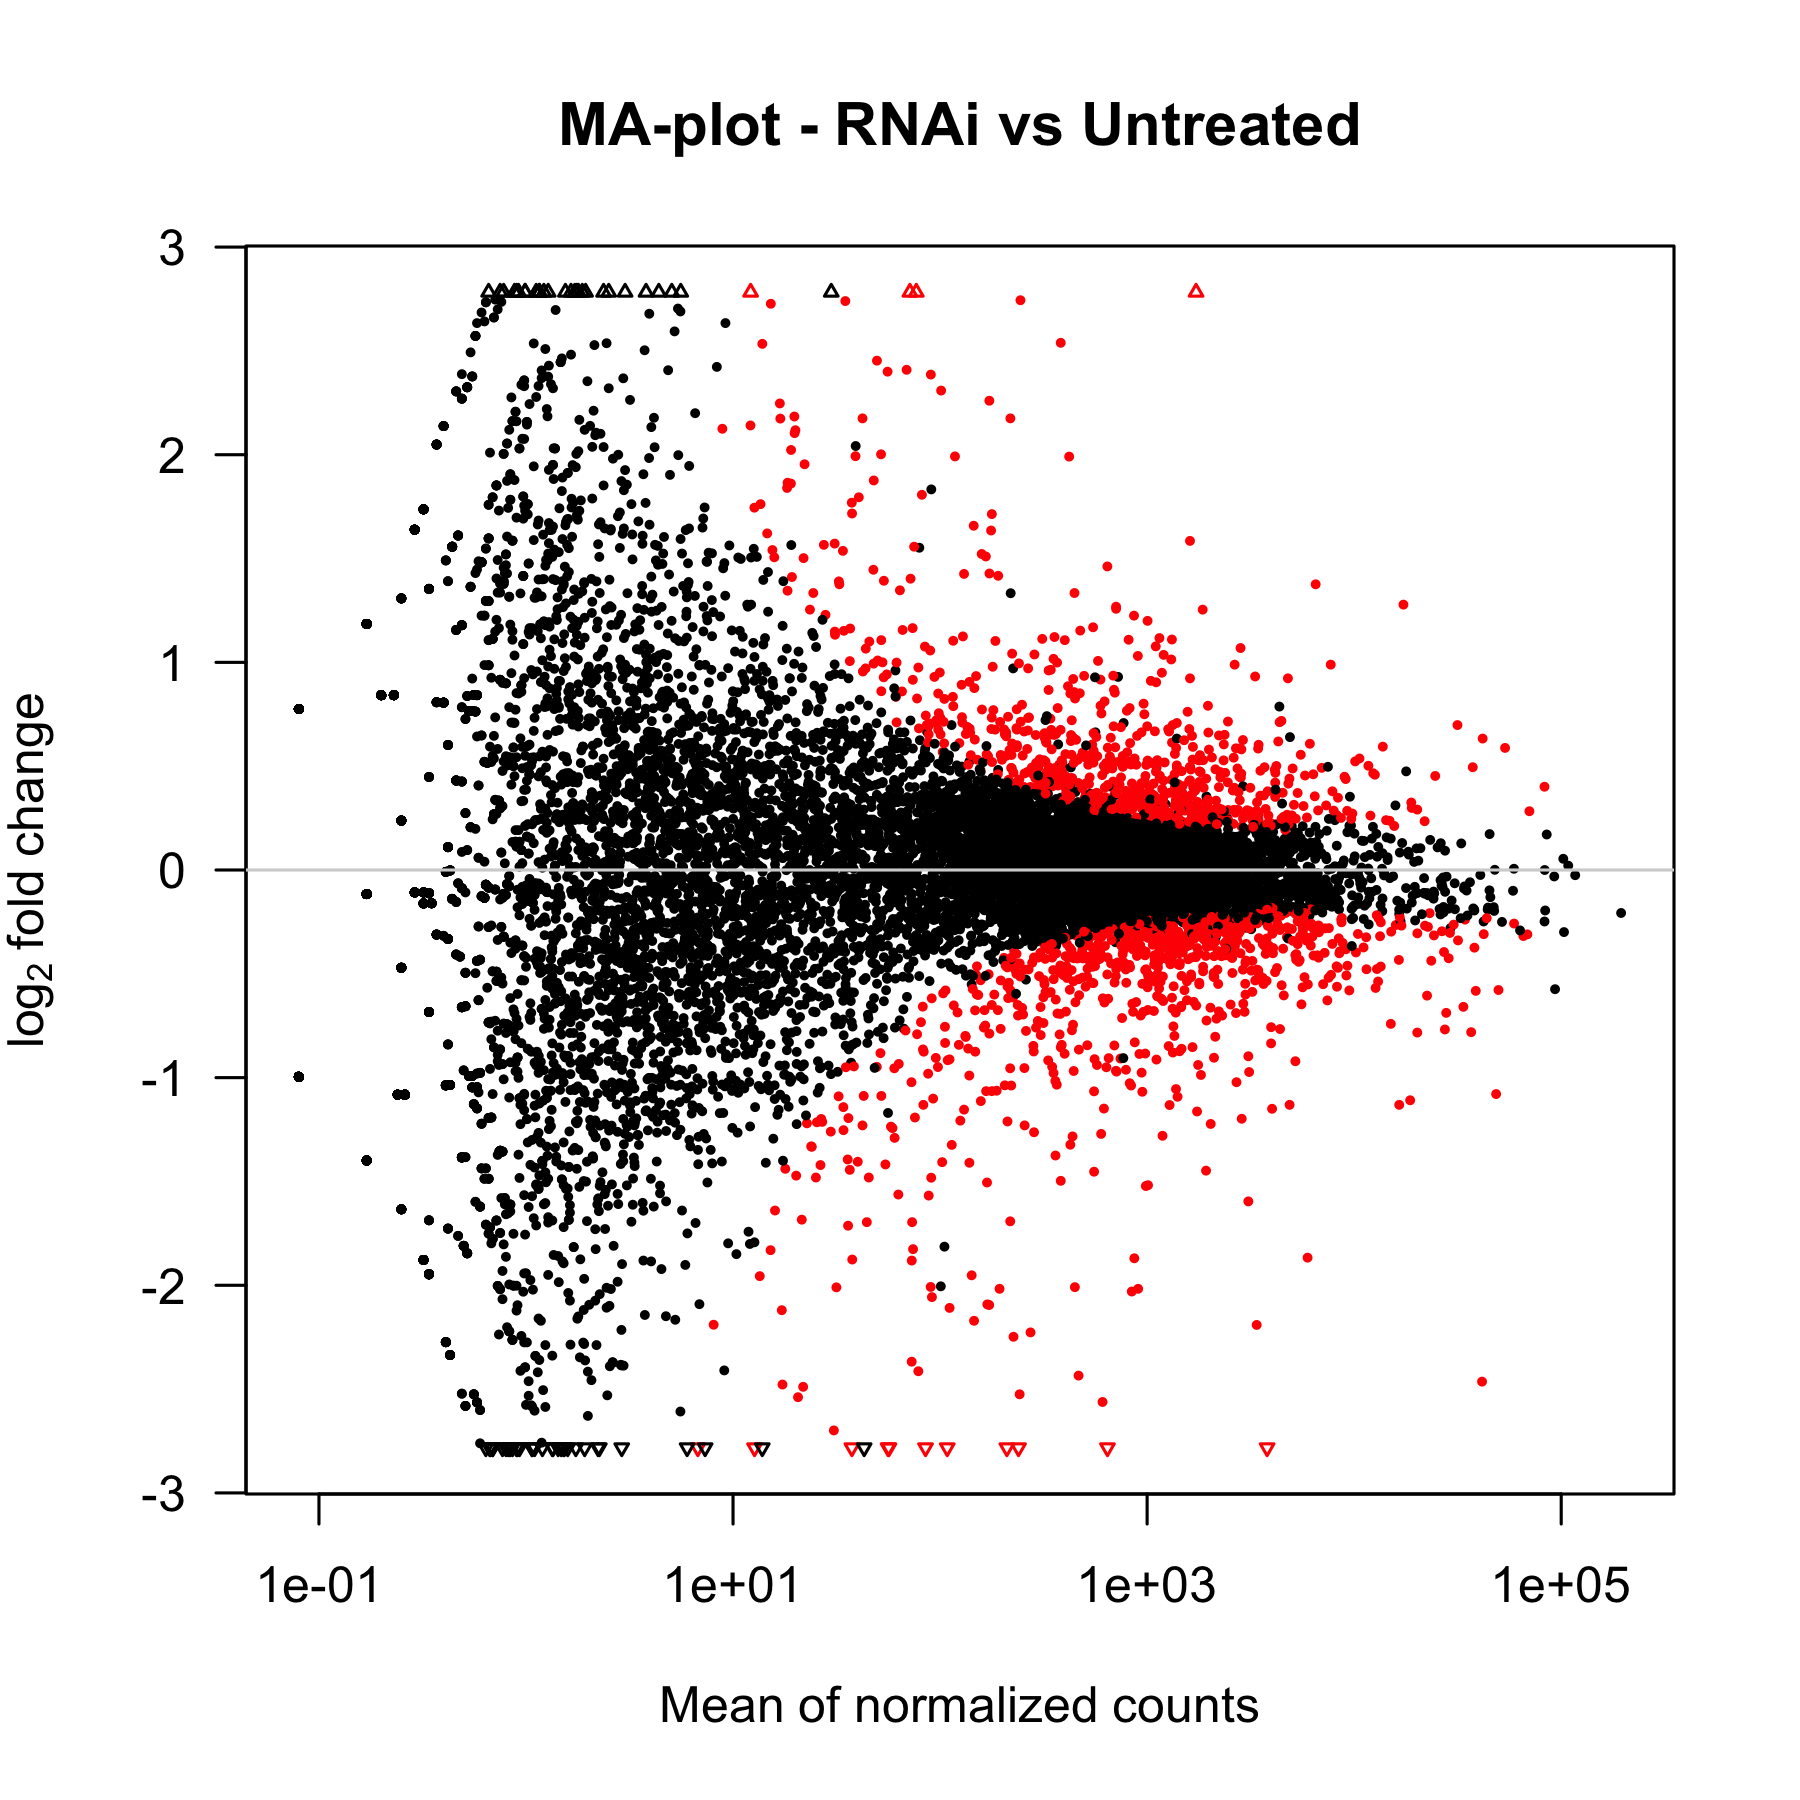 MA-plot - RNAi vs Untreated
3
2
1
0
-1
-2
-3
log₂ fold change
1e-01 1e+01 1e+03 1e+05
Mean of normalized counts